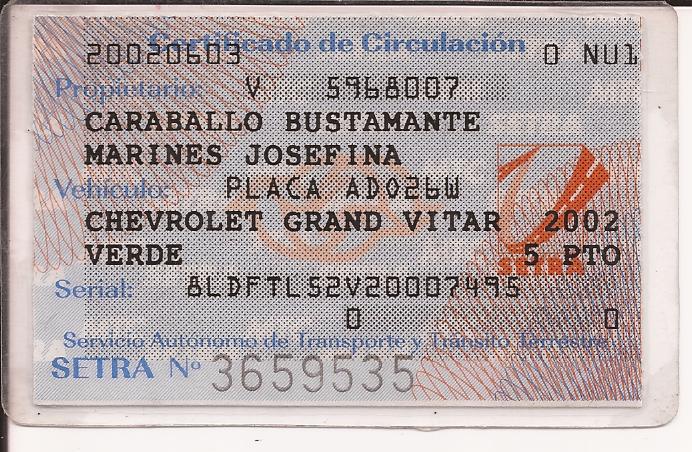 Certificado de Circulación
20020603 0 NU1
Propietario: V 5968007
CARABALLO BUSTAMANTE
MARINES JOSEFINA
Vehículo: PLACA AD026W
CHEVROLET GRAND VITAR 2002
VERDE 5 PTO
SETRA
Serial: 8LDFTL52V20007495
0 0
Servicio Autónomo de Transporte y Tránsito Terrestre
SETRA Nº 3659535